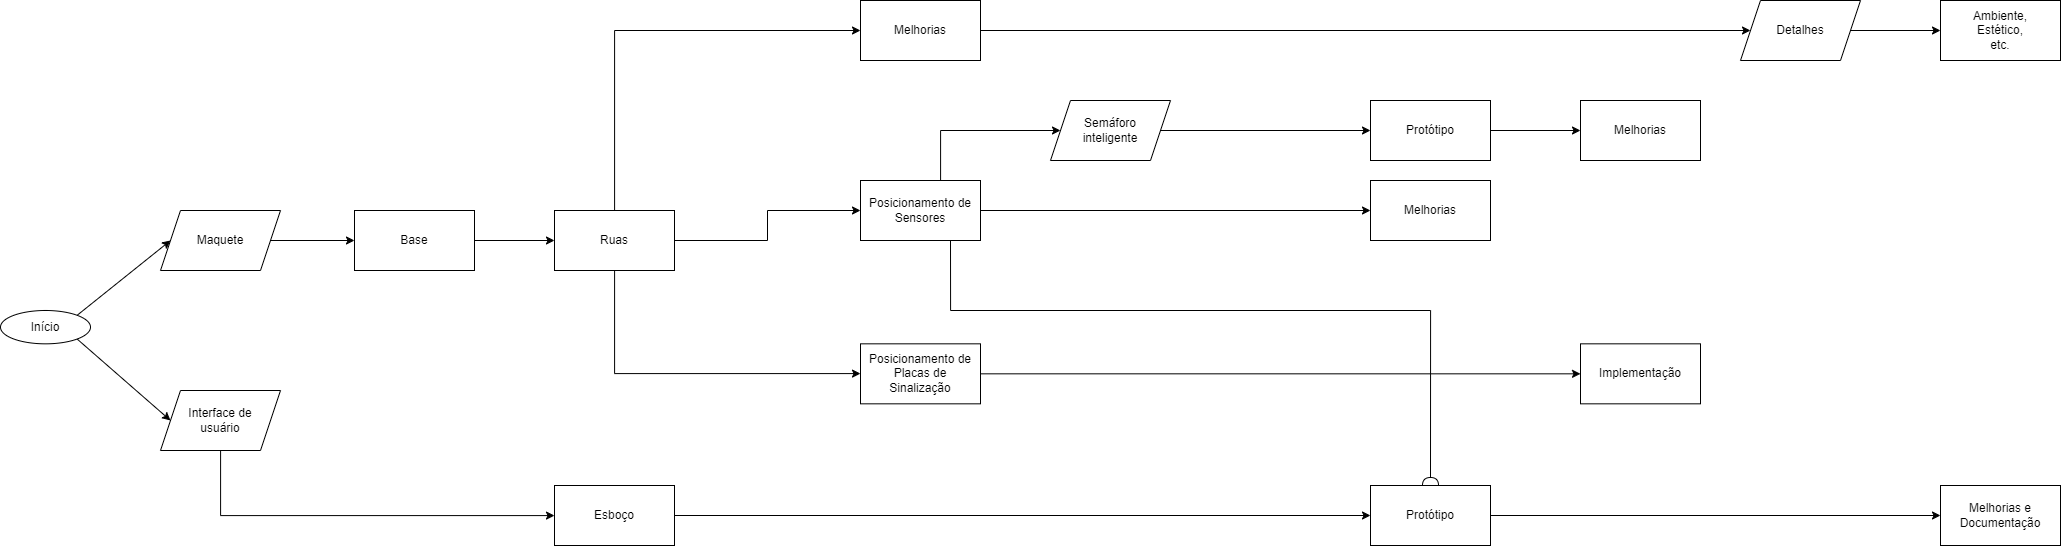 Melhorias
Detalhes
Ambiente,
Estético,
etc.
Semáforo
inteligente
Protótipo
Melhorias
Posicionamento de
Sensores
Melhorias
Maquete
Base
Ruas
Início
Posicionamento de
Placas de
Sinalização
Implementação
Interface de
usuário
Esboço
Protótipo
Melhorias e
Documentação